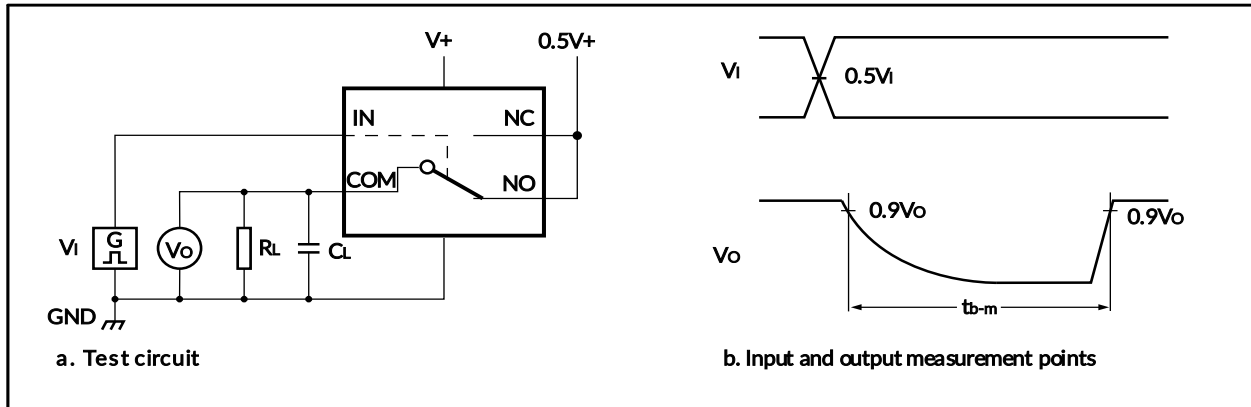 V+
0.5V+
IN
NC
COM
NO
VI
G
VO
RL
CL
GND
a. Test circuit
VI
0.5VI
0.9VO
0.9VO
VO
tb-m
b. Input and output measurement points